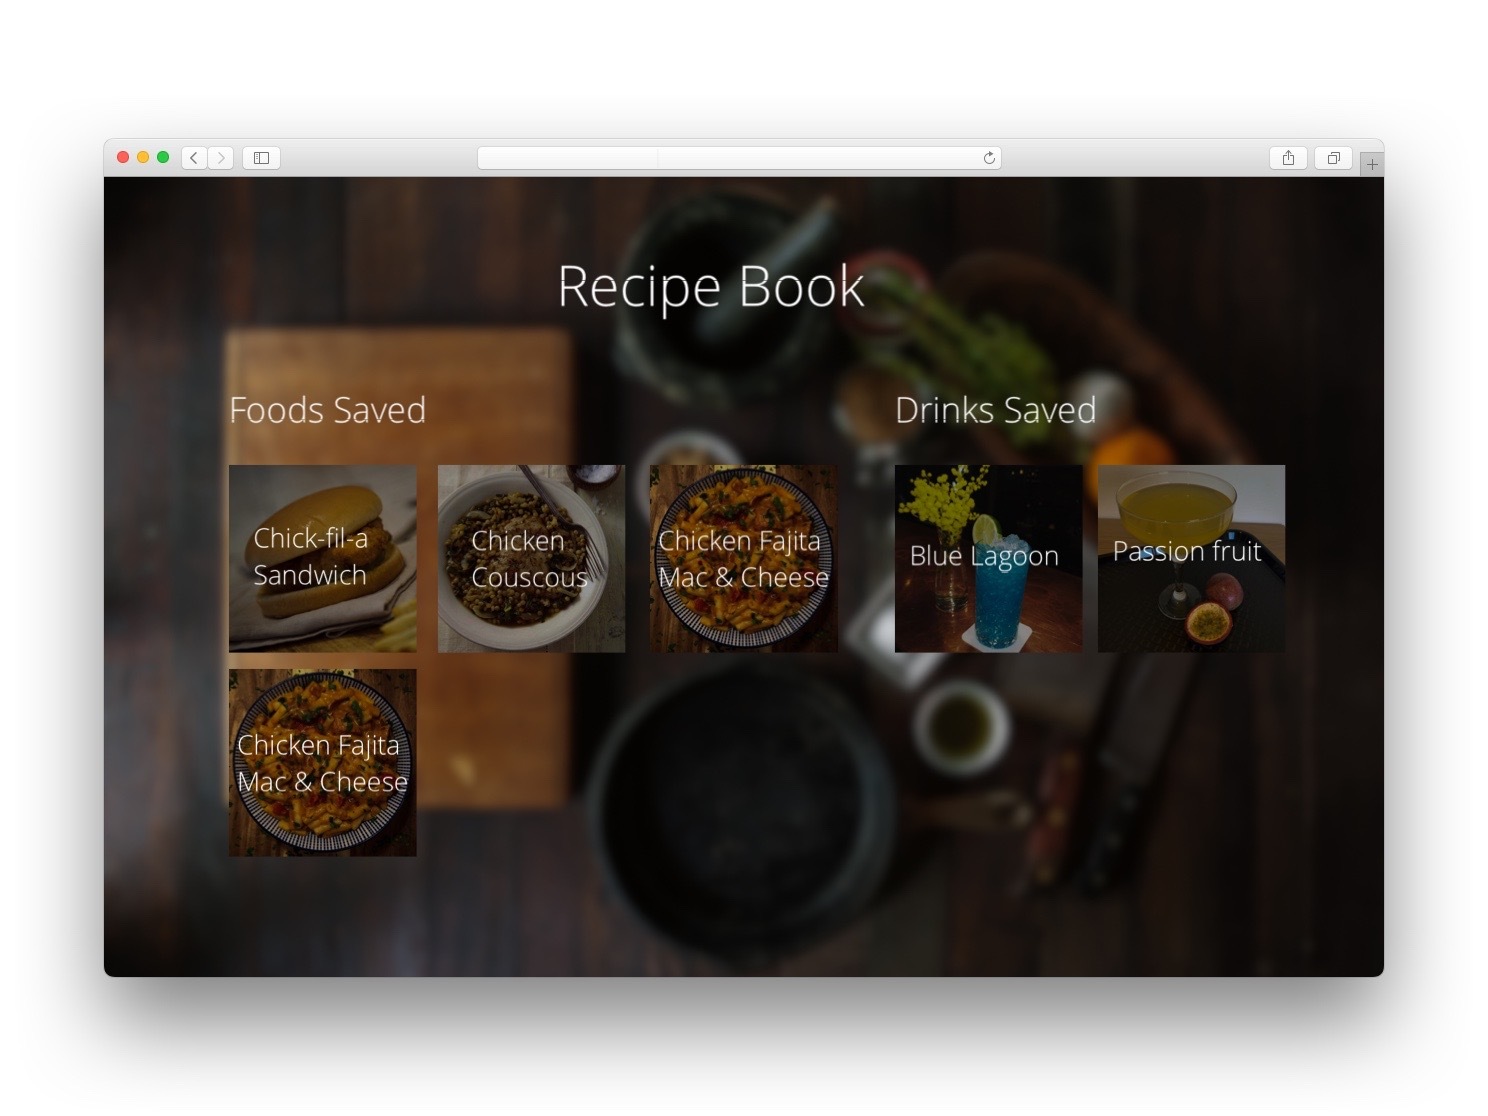 Recipe Book
Foods Saved
Chick-fil-a
Sandwich
Chicken
Couscous
Chicken Fajita
Mac & Cheese
Chicken Fajita
Mac & Cheese
Drinks Saved
Blue Lagoon
Passion fruit